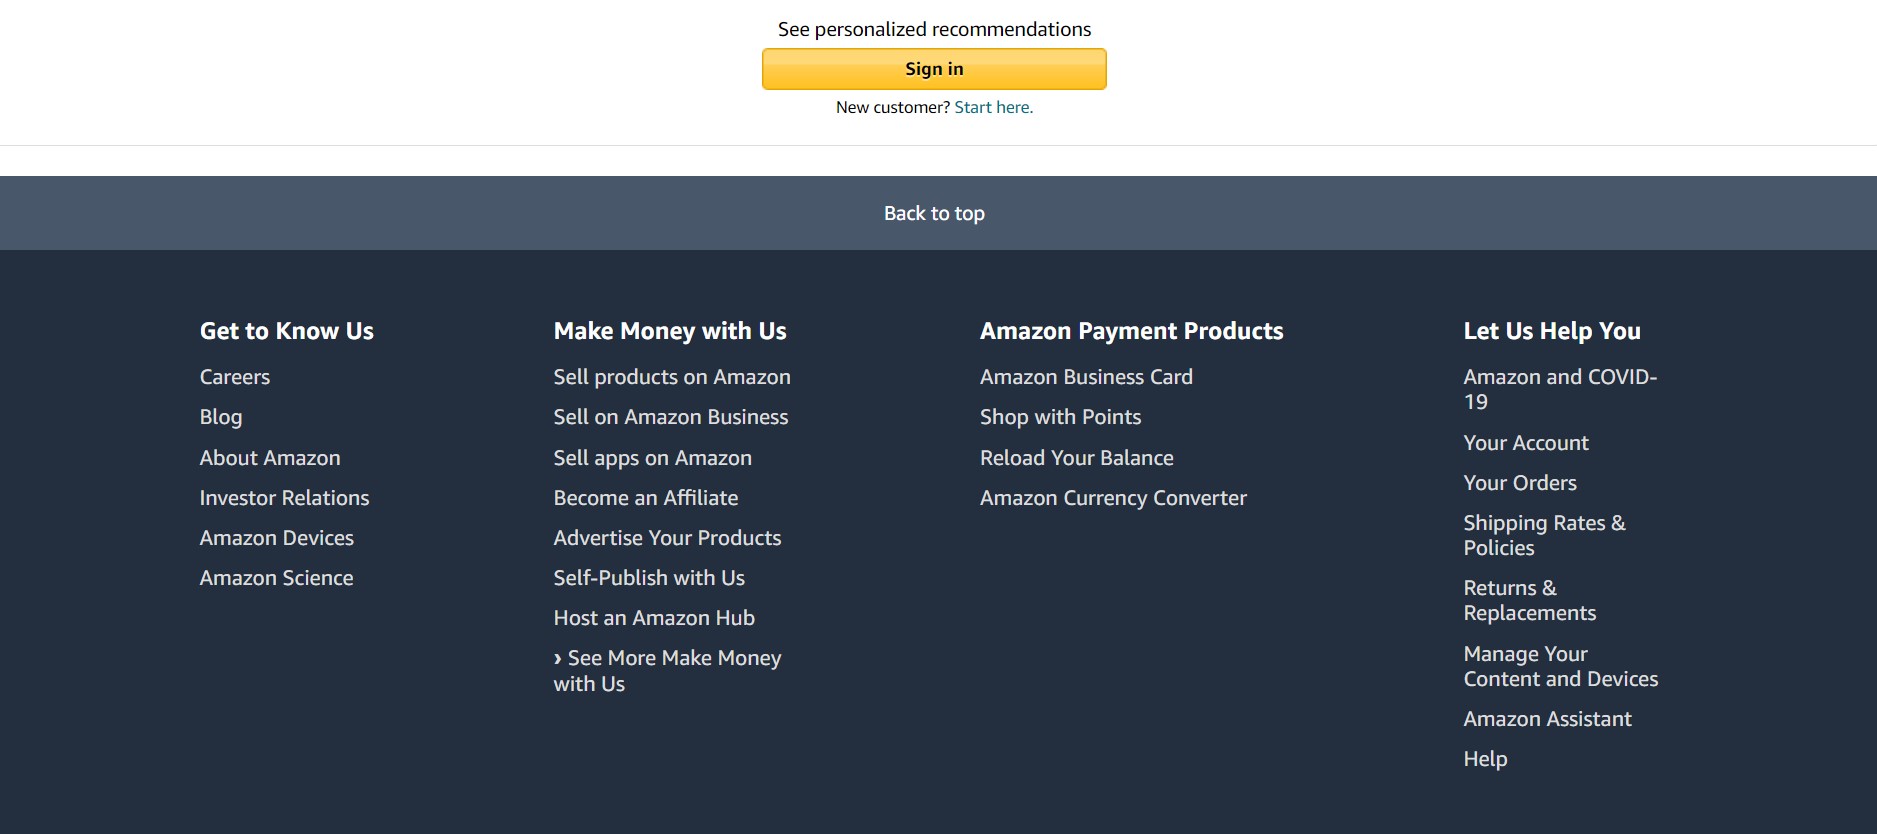 See personalized recommendations
Sign in
New customer? Start here.
Back to top
Get to Know Us
Careers
Blog
About Amazon
Investor Relations
Amazon Devices
Amazon Science
Make Money with Us
Sell products on Amazon
Sell on Amazon Business
Sell apps on Amazon
Become an Affiliate
Advertise Your Products
Self-Publish with Us
Host an Amazon Hub
› See More Make Money
with Us
Amazon Payment Products
Amazon Business Card
Shop with Points
Reload Your Balance
Amazon Currency Converter
Let Us Help You
Amazon and COVID-
19
Your Account
Your Orders
Shipping Rates &
Policies
Returns &
Replacements
Manage Your
Content and Devices
Amazon Assistant
Help